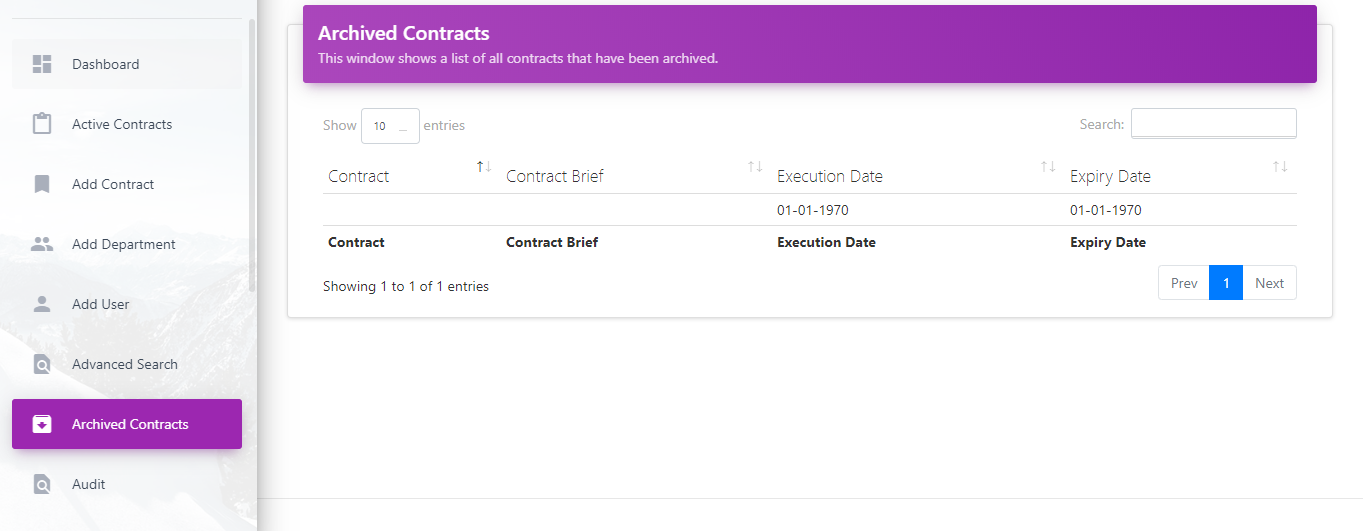 Dashboard
Active Contracts
Add Contract
Add Department
Add User
Advanced Search
Archived Contracts
Audit
Archived Contracts
This window shows a list of all contracts that have been archived.
Show 10 entries
Search:
Contract Contract Brief Execution Date Expiry Date
01-01-1970 01-01-1970
Contract Contract Brief Execution Date Expiry Date
Showing 1 to 1 of 1 entries
Prev 1 Next